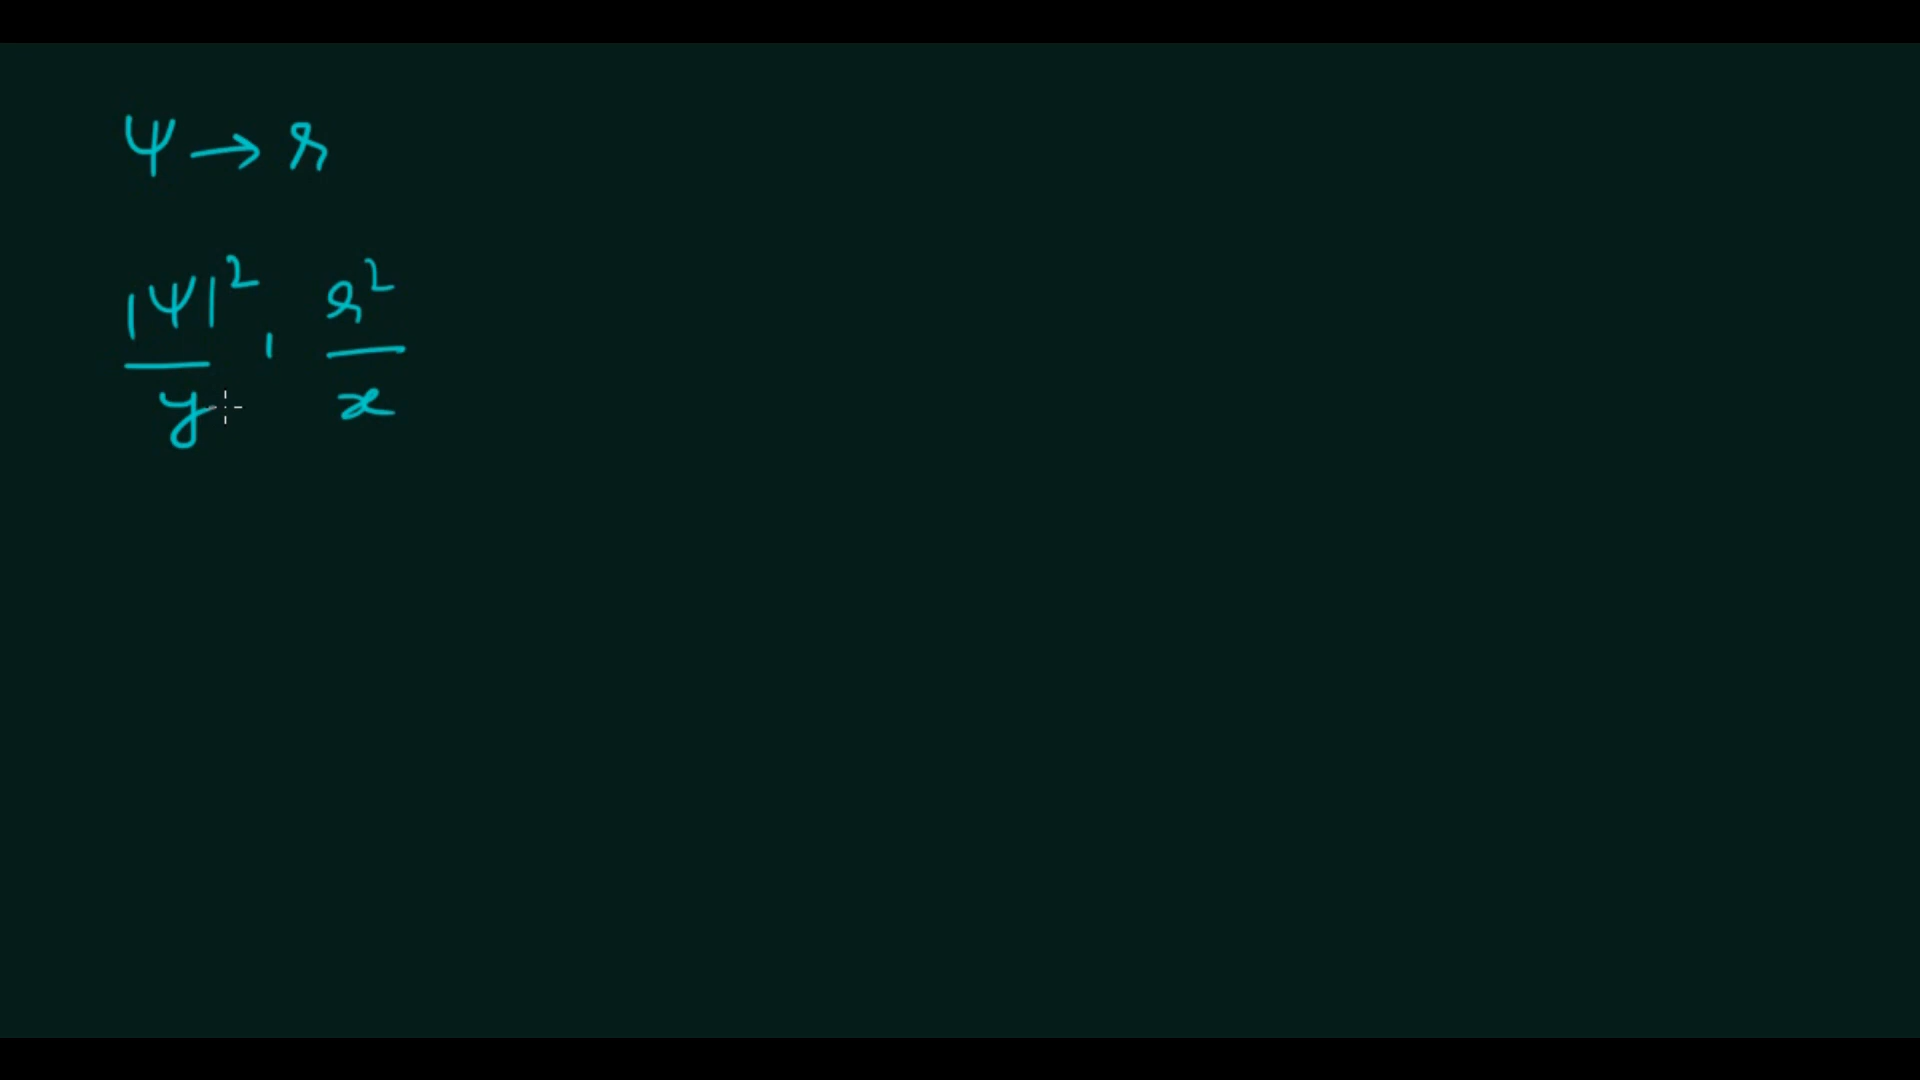 ψ → r
|ψ|² , r²
y x